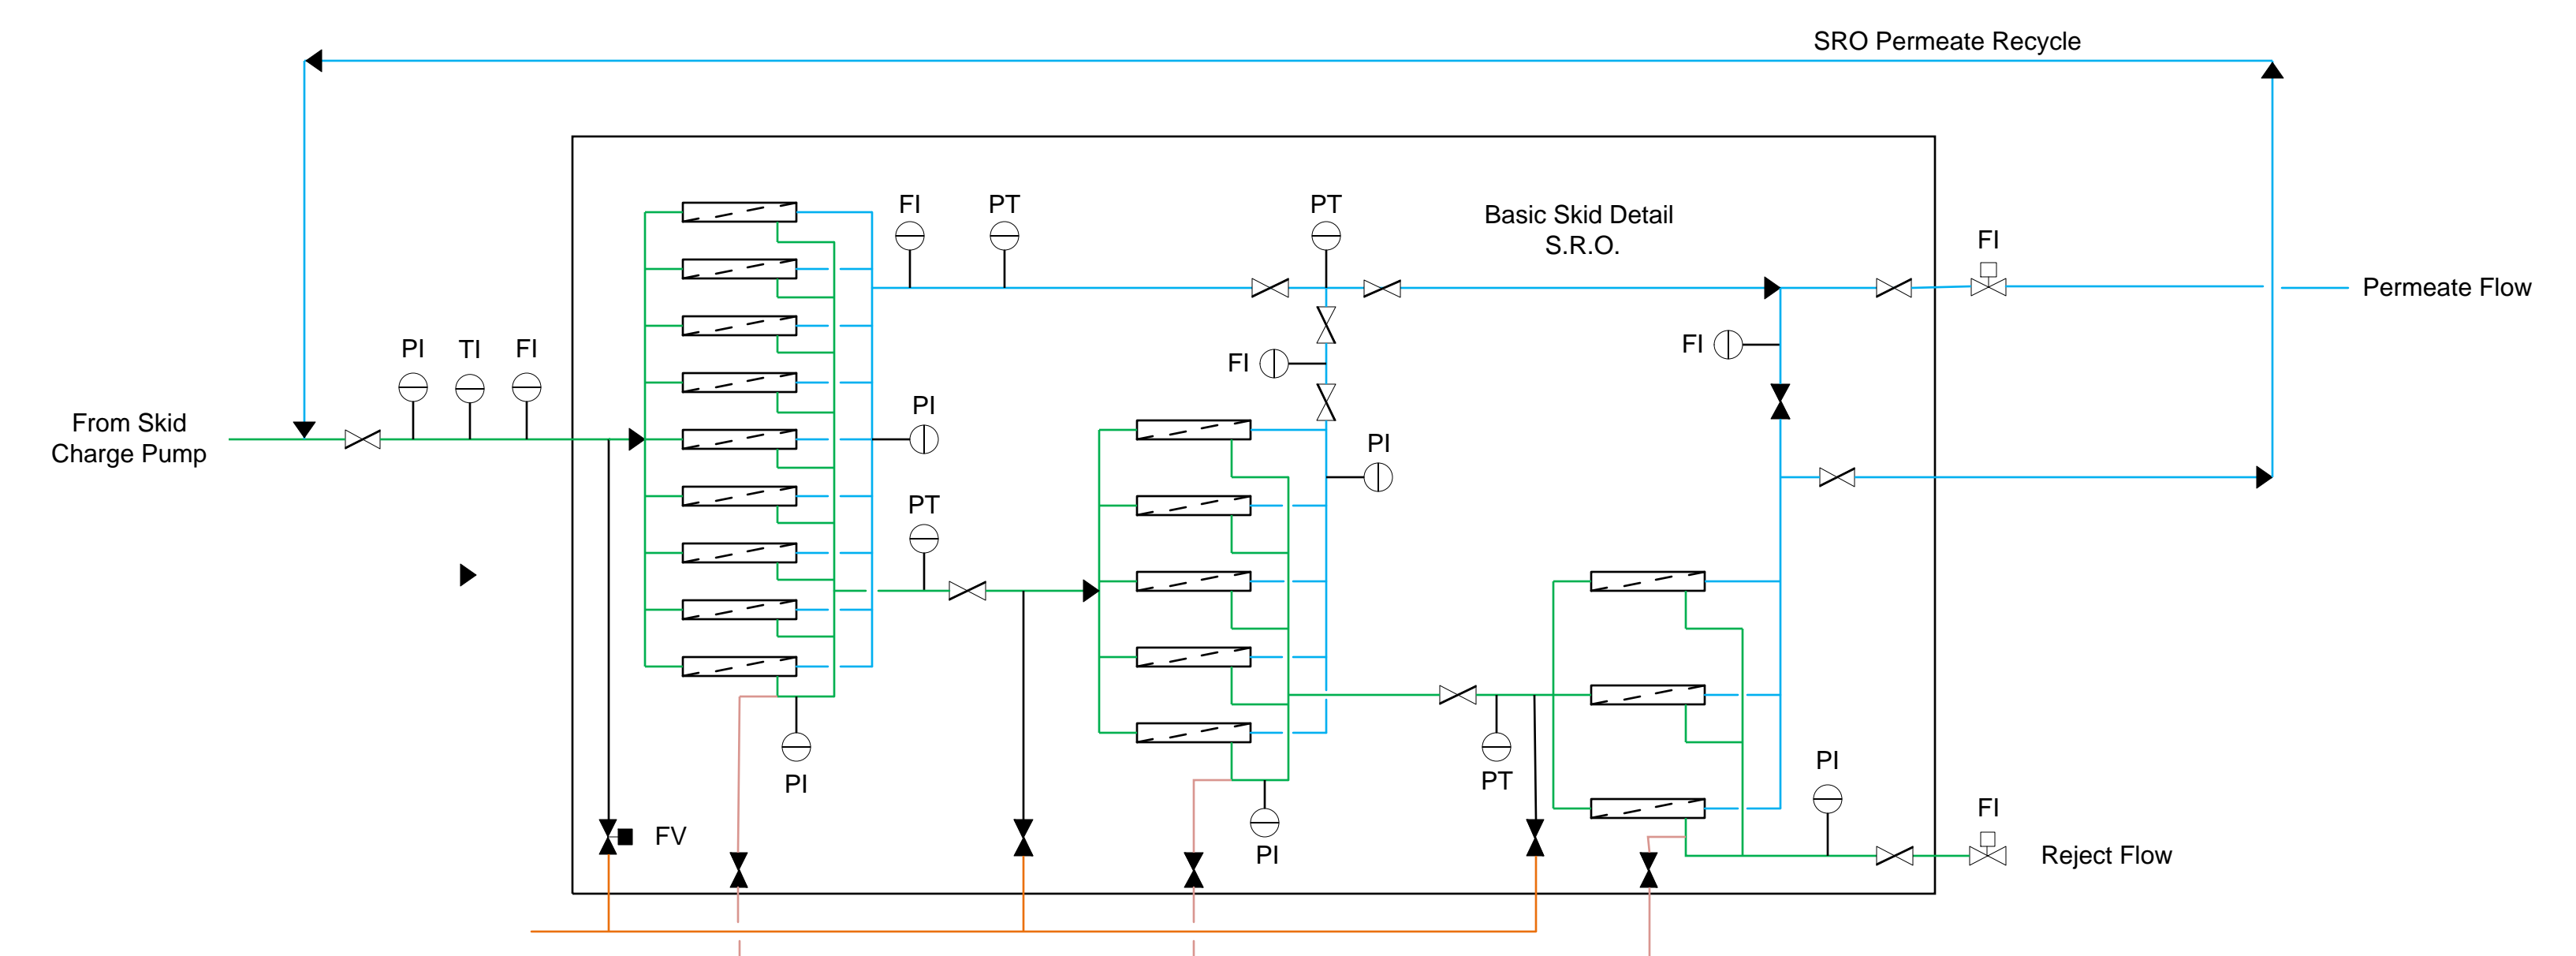 SRO Permeate Recycle
FI
PT
PT
Basic Skid Detail
S.R.O.
FI
Permeate Flow
PI
TI
FI
FI
FI
From Skid
Charge Pump
PI
PI
PT
PI
PT
PI
FV
PI
FI
Reject Flow